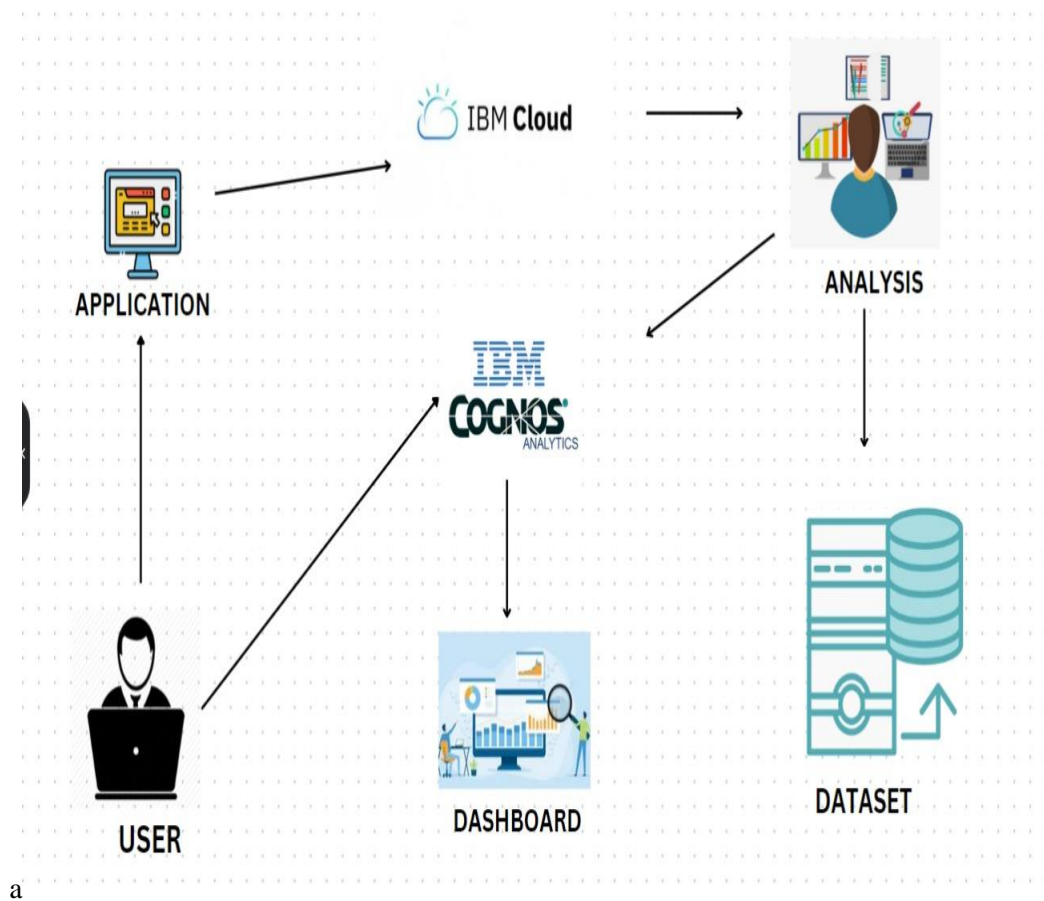 IBM Cloud
ANALYSIS
APPLICATION
IBM
COGNOS
ANALYTICS
DATASET
DASHBOARD
USER
a